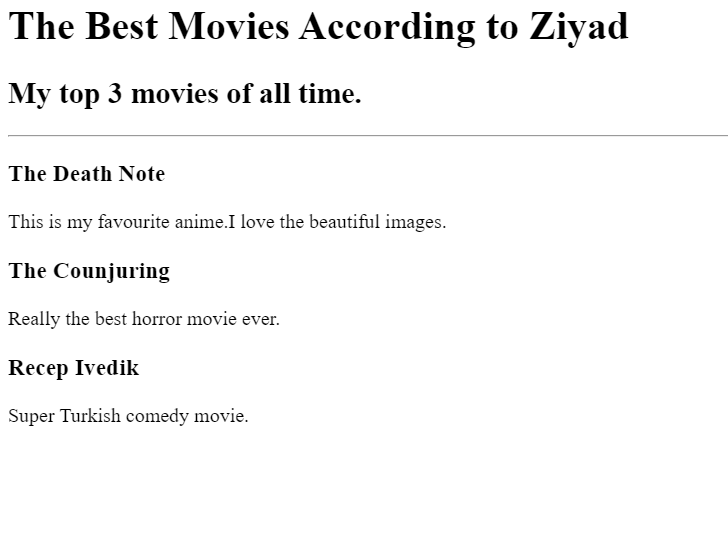 The Best Movies According to Ziyad
My top 3 movies of all time.
The Death Note
This is my favourite anime.I love the beautiful images.
The Counjuring
Really the best horror movie ever.
Recep Ivedik
Super Turkish comedy movie.